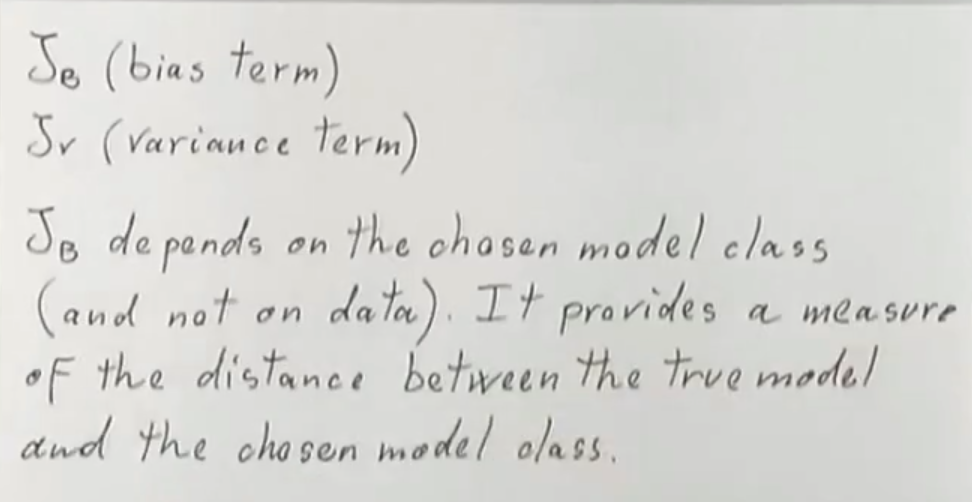 J_B (bias term)
J_V (variance term)
J_B depends on the chosen model class
(and not on data). It provides a measure
of the distance between the true model
and the chosen model class.